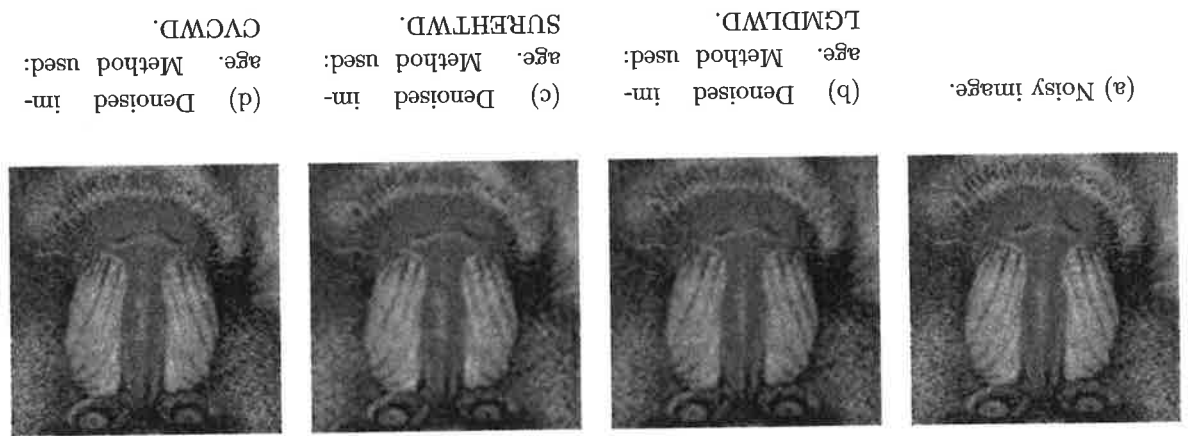 (a) Noisy image.
(b) Denoised im-
age. Method used:
LGMDLWD.
(c) Denoised im-
age. Method used:
SUREHTWD.
(d) Denoised im-
age. Method used:
CVCWD.